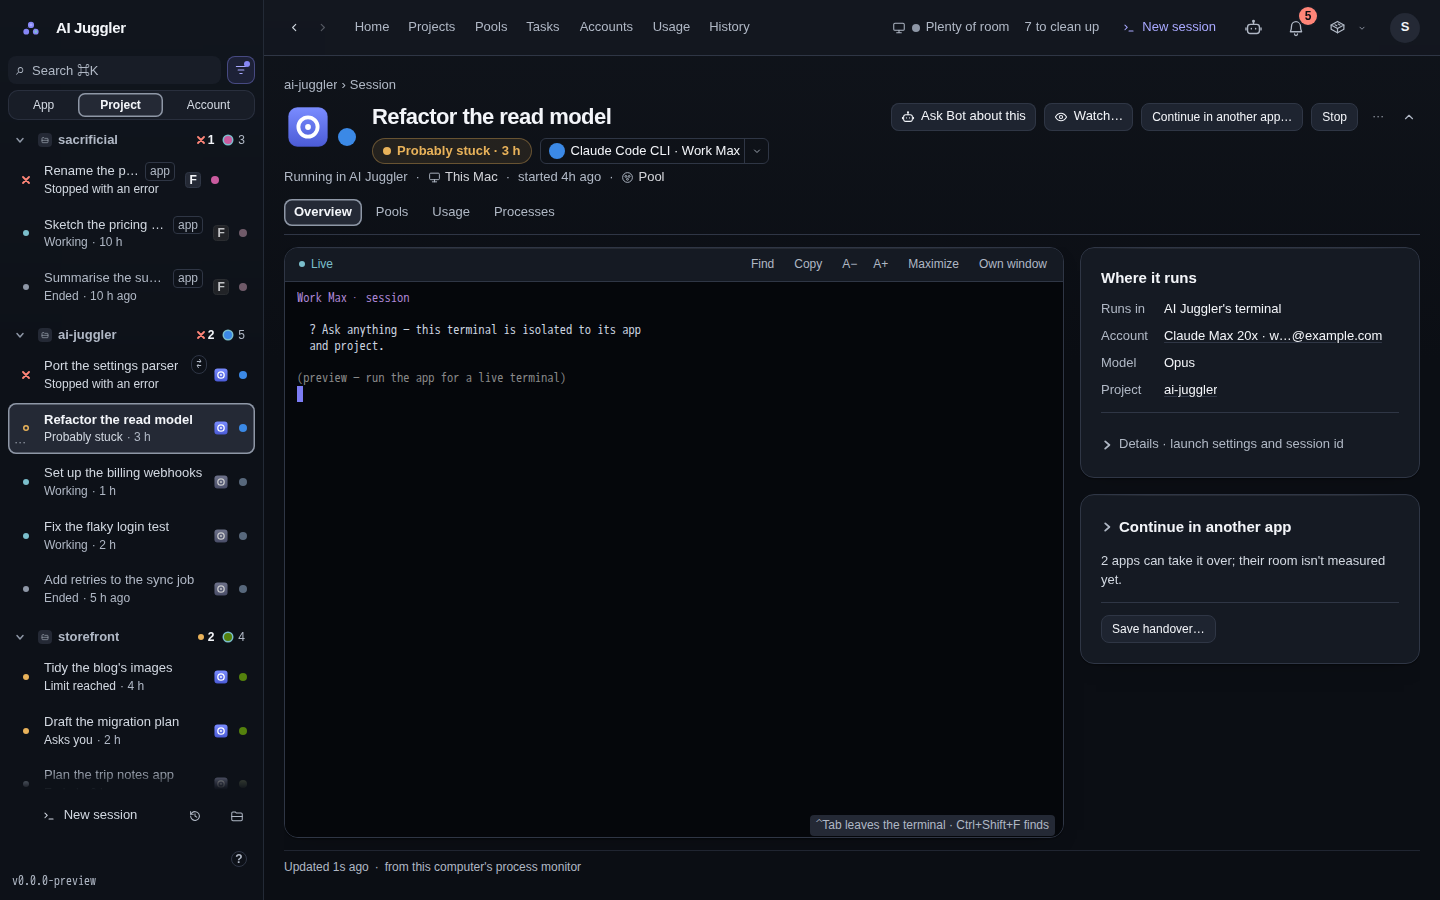 AI Juggler
Search ⌘K
App Project Account
sacrificial 1 3
Rename the p… app F
Stopped with an error
Sketch the pricing … app F
Working · 10 h
Summarise the su… app F
Ended · 10 h ago
ai-juggler 2 5
Port the settings parser
Stopped with an error
Refactor the read model
Probably stuck · 3 h
Set up the billing webhooks
Working · 1 h
Fix the flaky login test
Working · 2 h
Add retries to the sync job
Ended · 5 h ago
storefront 2 4
Tidy the blog's images
Limit reached · 4 h
Draft the migration plan
Asks you · 2 h
Plan the trip notes app
New session
?
v0.0.0-preview
Home Projects Pools Tasks Accounts Usage History
Plenty of room 7 to clean up New session 5 S
ai-juggler › Session
Refactor the read model
Ask Bot about this Watch… Continue in another app… Stop ···
Probably stuck · 3 h Claude Code CLI · Work Max
Running in AI Juggler · This Mac · started 4h ago · Pool
Overview Pools Usage Processes
Live Find Copy A− A+ Maximize Own window
Work Max · session
? Ask anything — this terminal is isolated to its app
and project.
(preview — run the app for a live terminal)
^Tab leaves the terminal · Ctrl+Shift+F finds
Where it runs
Runs in AI Juggler's terminal
Account Claude Max 20x · w…@example.com
Model Opus
Project ai-juggler
Details · launch settings and session id
Continue in another app
2 apps can take it over; their room isn't measured
yet.
Save handover…
Updated 1s ago · from this computer's process monitor